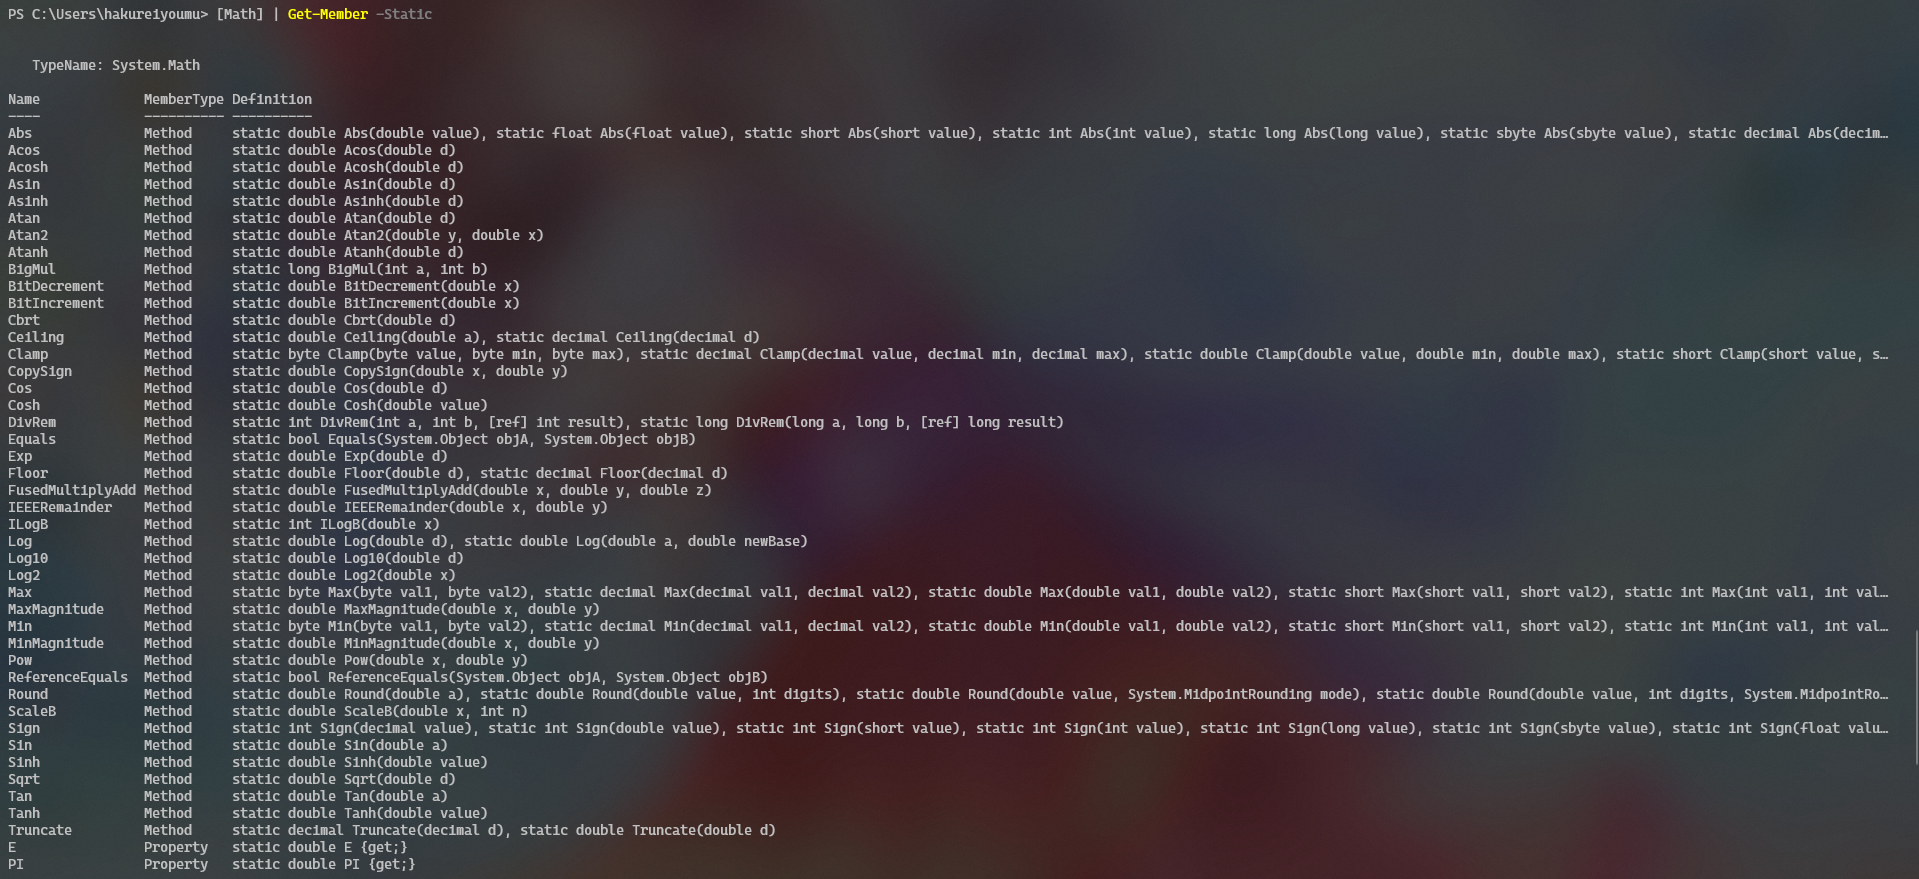 PS C:\Users\hakureiyoumu> [Math] | Get-Member -Static
TypeName: System.Math
Name MemberType Definition
---- ---------- ----------
Abs Method static double Abs(double value), static float Abs(float value), static short Abs(short value), static int Abs(int value), static long Abs(long value), static sbyte Abs(sbyte value), static decimal Abs(decim…
Acos Method static double Acos(double d)
Acosh Method static double Acosh(double d)
Asin Method static double Asin(double d)
Asinh Method static double Asinh(double d)
Atan Method static double Atan(double d)
Atan2 Method static double Atan2(double y, double x)
Atanh Method static double Atanh(double d)
BigMul Method static long BigMul(int a, int b)
BitDecrement Method static double BitDecrement(double x)
BitIncrement Method static double BitIncrement(double x)
Cbrt Method static double Cbrt(double d)
Ceiling Method static double Ceiling(double a), static decimal Ceiling(decimal d)
Clamp Method static byte Clamp(byte value, byte min, byte max), static decimal Clamp(decimal value, decimal min, decimal max), static double Clamp(double value, double min, double max), static short Clamp(short value, s…
CopySign Method static double CopySign(double x, double y)
Cos Method static double Cos(double d)
Cosh Method static double Cosh(double value)
DivRem Method static int DivRem(int a, int b, [ref] int result), static long DivRem(long a, long b, [ref] long result)
Equals Method static bool Equals(System.Object objA, System.Object objB)
Exp Method static double Exp(double d)
Floor Method static double Floor(double d), static decimal Floor(decimal d)
FusedMultiplyAdd Method static double FusedMultiplyAdd(double x, double y, double z)
IEEERemainder Method static double IEEERemainder(double x, double y)
ILogB Method static int ILogB(double x)
Log Method static double Log(double d), static double Log(double a, double newBase)
Log10 Method static double Log10(double d)
Log2 Method static double Log2(double x)
Max Method static byte Max(byte val1, byte val2), static decimal Max(decimal val1, decimal val2), static double Max(double val1, double val2), static short Max(short val1, short val2), static int Max(int val1, int val…
MaxMagnitude Method static double MaxMagnitude(double x, double y)
Min Method static byte Min(byte val1, byte val2), static decimal Min(decimal val1, decimal val2), static double Min(double val1, double val2), static short Min(short val1, short val2), static int Min(int val1, int val…
MinMagnitude Method static double MinMagnitude(double x, double y)
Pow Method static double Pow(double x, double y)
ReferenceEquals Method static bool ReferenceEquals(System.Object objA, System.Object objB)
Round Method static double Round(double a), static double Round(double value, int digits), static double Round(double value, System.MidpointRounding mode), static double Round(double value, int digits, System.MidpointRo…
ScaleB Method static double ScaleB(double x, int n)
Sign Method static int Sign(decimal value), static int Sign(double value), static int Sign(short value), static int Sign(int value), static int Sign(long value), static int Sign(sbyte value), static int Sign(float valu…
Sin Method static double Sin(double a)
Sinh Method static double Sinh(double value)
Sqrt Method static double Sqrt(double d)
Tan Method static double Tan(double a)
Tanh Method static double Tanh(double value)
Truncate Method static decimal Truncate(decimal d), static double Truncate(double d)
E Property static double E {get;}
PI Property static double PI {get;}